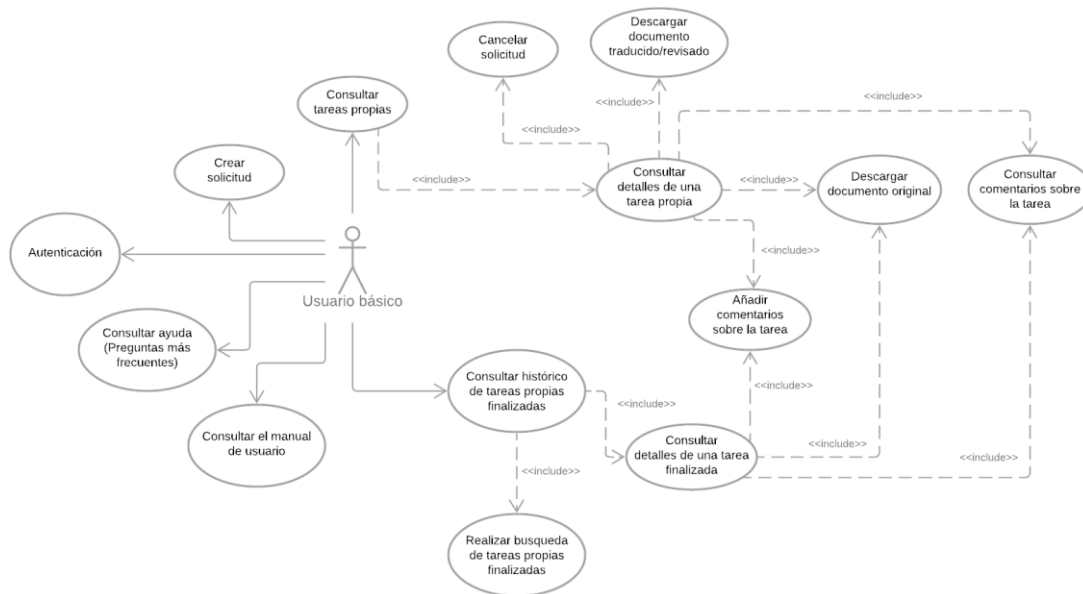 Cancelar
solicitud
Descargar
documento
traducido/revisado
Consultar
tareas propias
<<include>>
<<include>>
<<include>>
Crear
solicitud
<<include>>
Consultar
detalles de una
tarea propia
<<include>>
Descargar
documento original
Consultar
comentarios sobre
la tarea
Autenticación
<<include>>
Usuario básico
Añadir
comentarios
sobre la tarea
Consultar ayuda
(Preguntas más
frecuentes)
Consultar histórico
de tareas propias
finalizadas
<<include>>
<<include>>
Consultar el manual
de usuario
Consultar
detalles de una tarea
finalizada
<<include>>
<<include>>
<<include>>
Realizar busqueda
de tareas propias
finalizadas